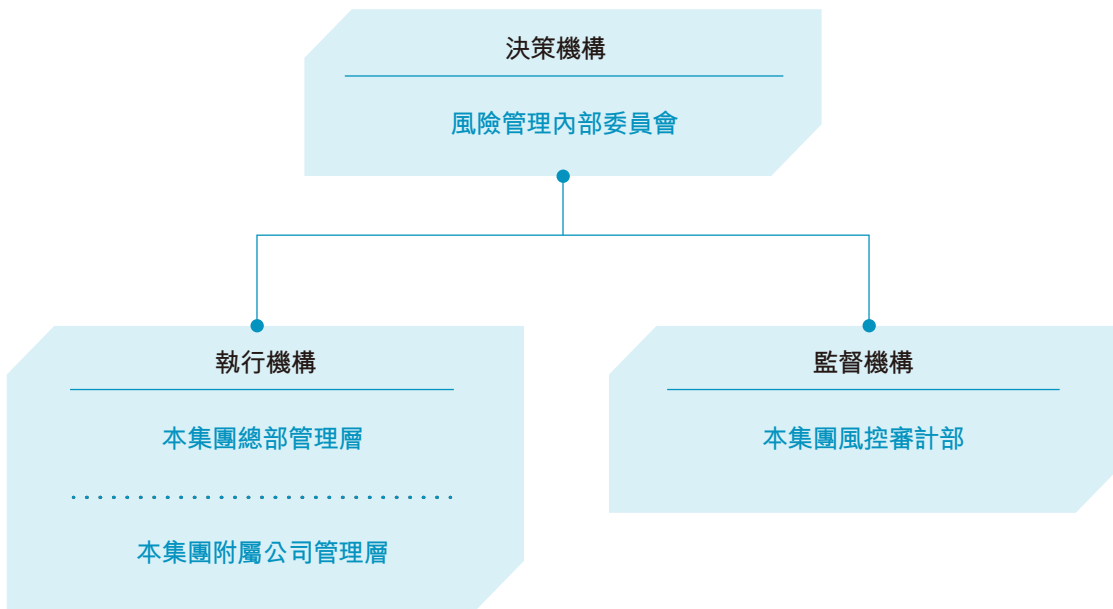 決策機構
風險管理內部委員會
執行機構
本集團總部管理層
本集團附屬公司管理層
監督機構
本集團風控審計部